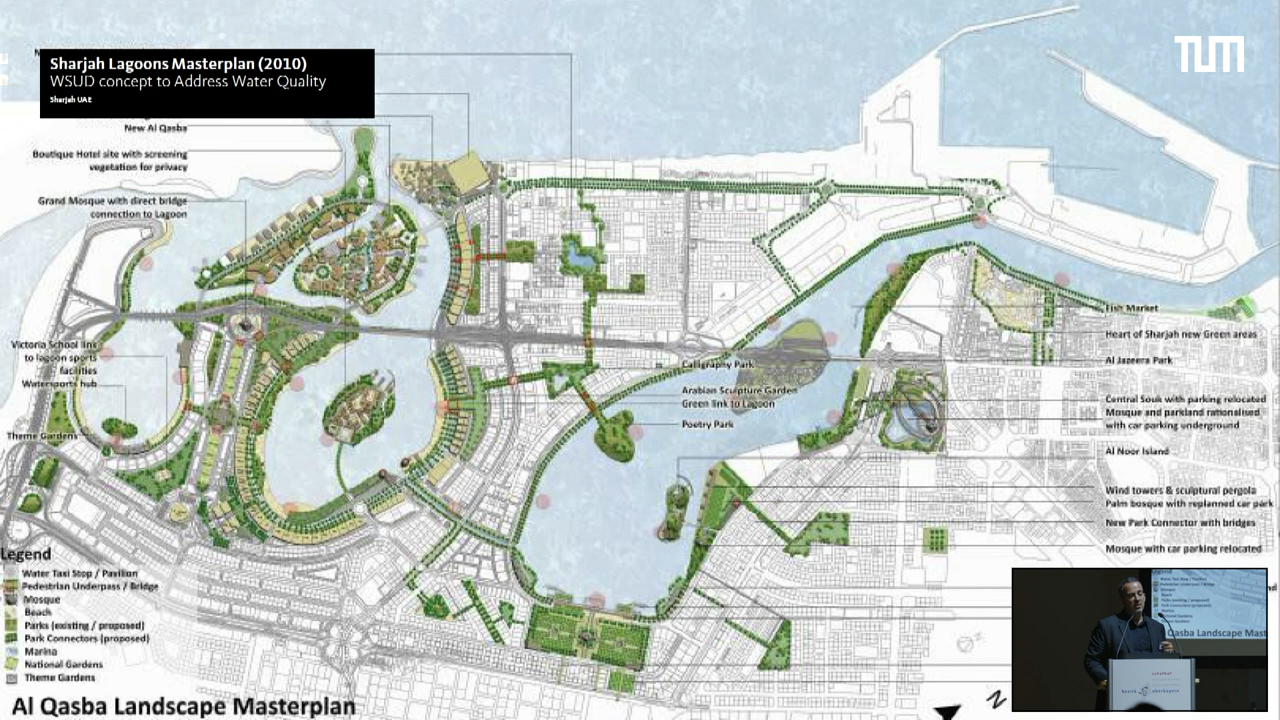 TUM
Sharjah Lagoons Masterplan (2010)
WSUD concept to Address Water Quality
Sharjah UAE
New Al Qasba
Boutique Hotel site with screening
vegetation for privacy
Grand Mosque with direct bridge
connection to Lagoon
Victoria School link
to lagoon sports
facilities
Watersports hub
Theme Gardens
Calligraphy Park
Arabian Sculpture Garden
Green link to Lagoon
Poetry Park
Fish Market
Heart of Sharjah new Green areas
Al Jazeera Park
Central Souk with parking relocated
Mosque and parkland rationalised
with car parking underground
Al Noor Island
Wind towers & sculptural pergola
Palm bosque with replanned car park
New Park Connector with bridges
Mosque with car parking relocated
Legend
Water Taxi Stop / Pavilion
Pedestrian Underpass / Bridge
Mosque
Beach
Parks (existing / proposed)
Park Connectors (proposed)
Marina
National Gardens
Theme Gardens
Al Qasba Landscape Masterplan
N
Qasba Landscape Mast